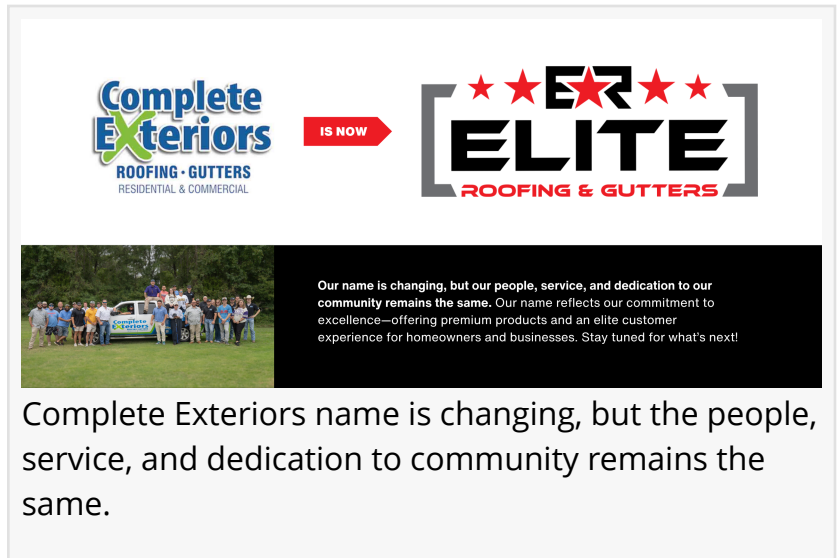 Complete
Exteriors
ROOFING · GUTTERS
RESIDENTIAL & COMMERCIAL
IS NOW
ER
ELITE
ROOFING & GUTTERS
Complete
Exteriors
Our name is changing, but our people, service, and dedication to our
community remains the same. Our name reflects our commitment to
excellence—offering premium products and an elite customer
experience for homeowners and businesses. Stay tuned for what's next!
Complete Exteriors name is changing, but the people,
service, and dedication to community remains the
same.